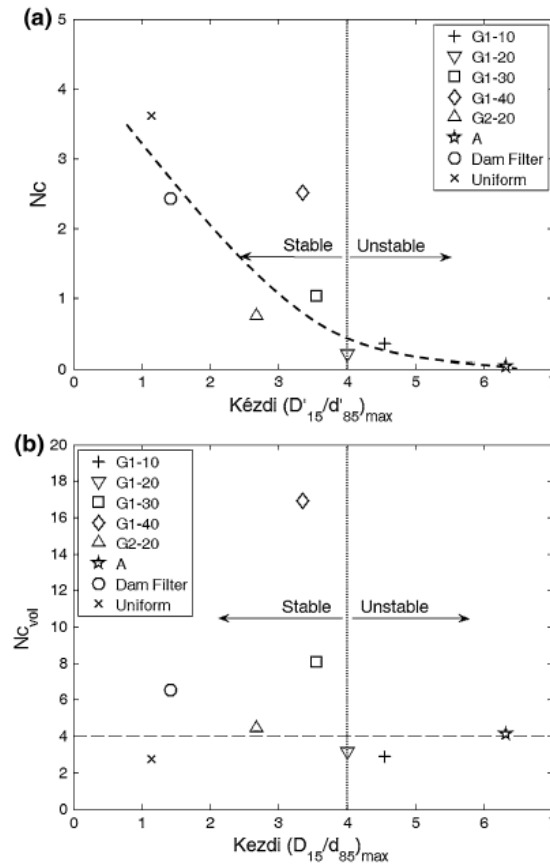 (a)
5
4
3
2
1
0
Nc
G1-10
G1-20
G1-30
G1-40
G2-20
A
Dam Filter
Uniform
Stable Unstable
0 1 2 3 4 5 6 7
Kézdi (D'15/d'85)max
(b)
20
18
16
14
12
10
8
6
4
2
0
Ncvol
G1-10
G1-20
G1-30
G1-40
G2-20
A
Dam Filter
Uniform
Stable Unstable
0 1 2 3 4 5 6 7
Kezdi (D15/d85)max